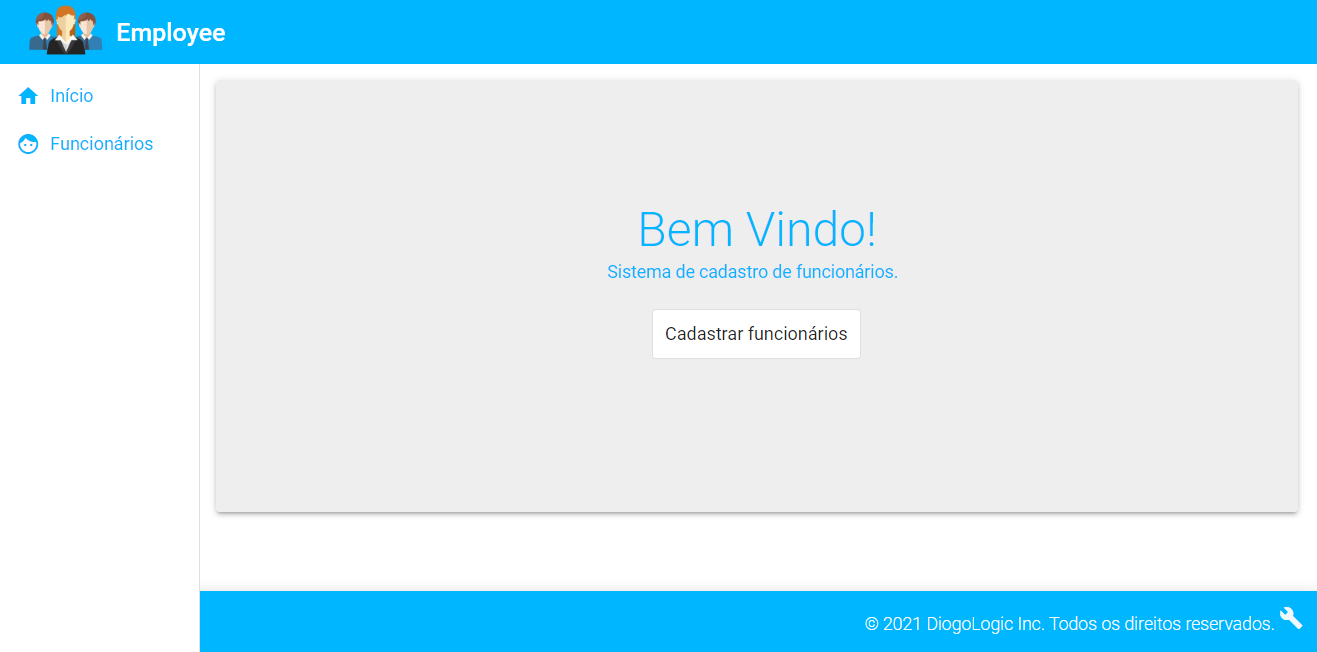 Employee
Início
Funcionários
Bem Vindo!
Sistema de cadastro de funcionários.
Cadastrar funcionários
© 2021 DiogoLogic Inc. Todos os direitos reservados.